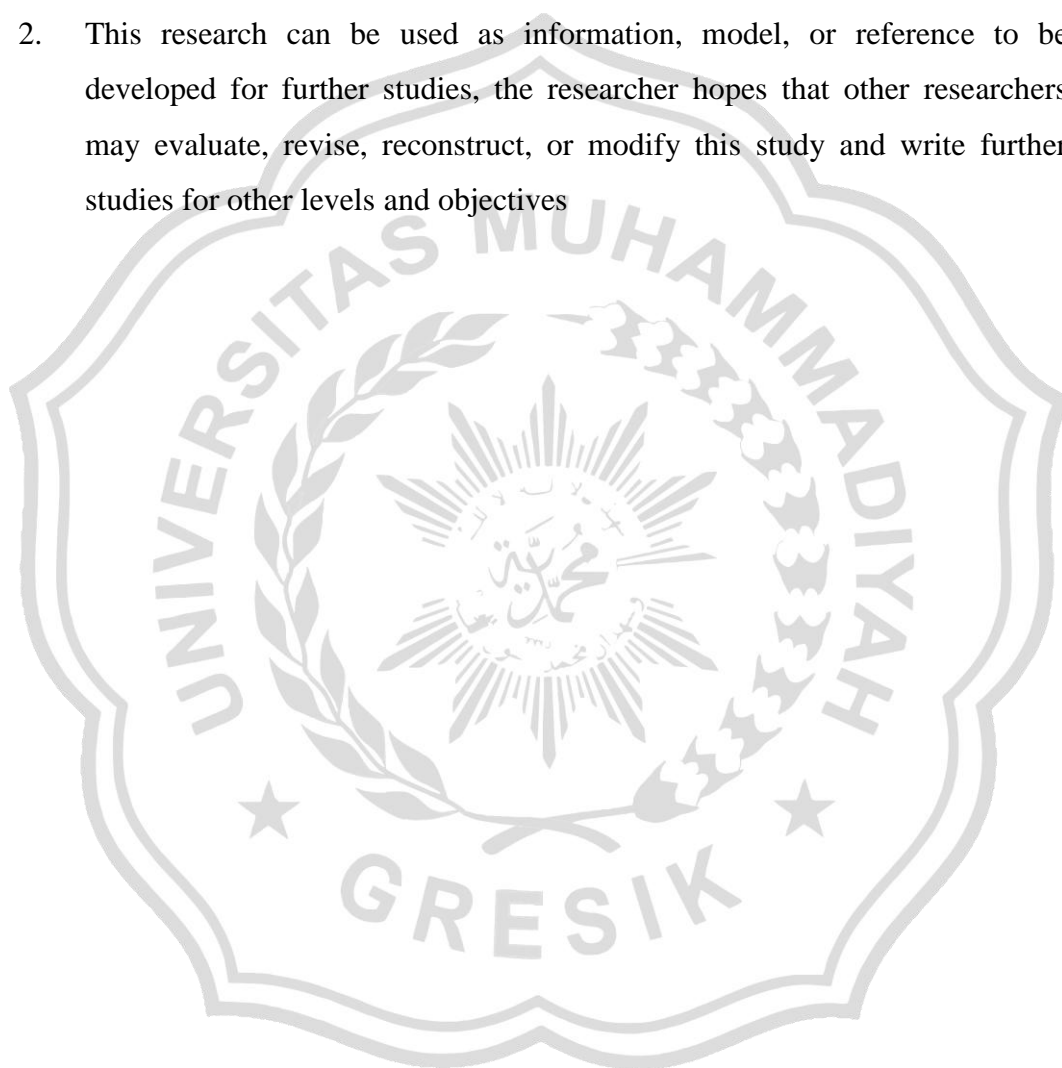 2. This research can be used as information, model, or reference to be
developed for further studies, the researcher hopes that other researchers
may evaluate, revise, reconstruct, or modify this study and write further
studies for other levels and objectives
UNIVERSITAS MUHAMMADIYAH
GRESIK